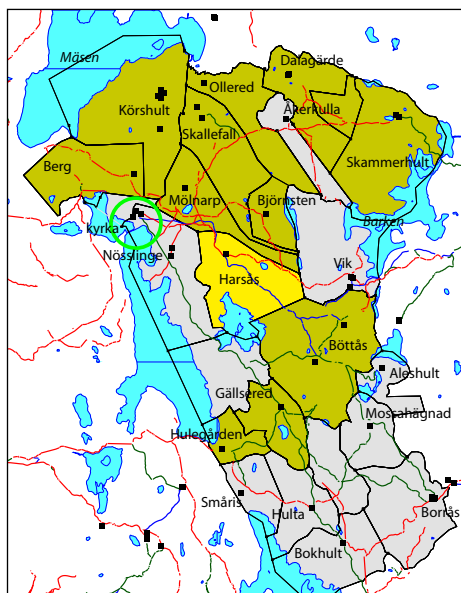 Mäsen
Dalagärde
Ollered
Körshult
Åkerkulla
Skallefall
Berg
Skammerhult
Mölnarp
Björnsten
Barken
kyrka
Nösslinge
Vik
Harsås
Böttås
Aleshult
Gällsered
Mossahägnad
Hulegården
Småris
Hulta
Borrås
Bokhult